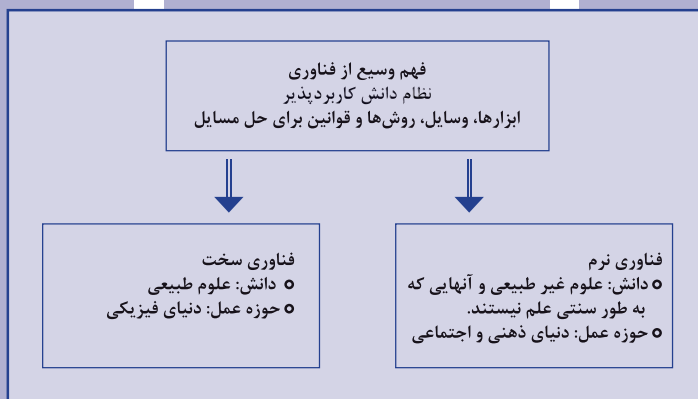 فهم وسیع از فناوری
نظام دانش کاربردپذیر
ابزارها، وسایل، روش‌ها و قوانین برای حل مسایل
فناوری نرم
دانش: علوم غیر طبیعی و آنهایی که
به طور سنتی علم نیستند.
حوزه عمل: دنیای ذهنی و اجتماعی
فناوری سخت
دانش: علوم طبیعی
حوزه عمل: دنیای فیزیکی